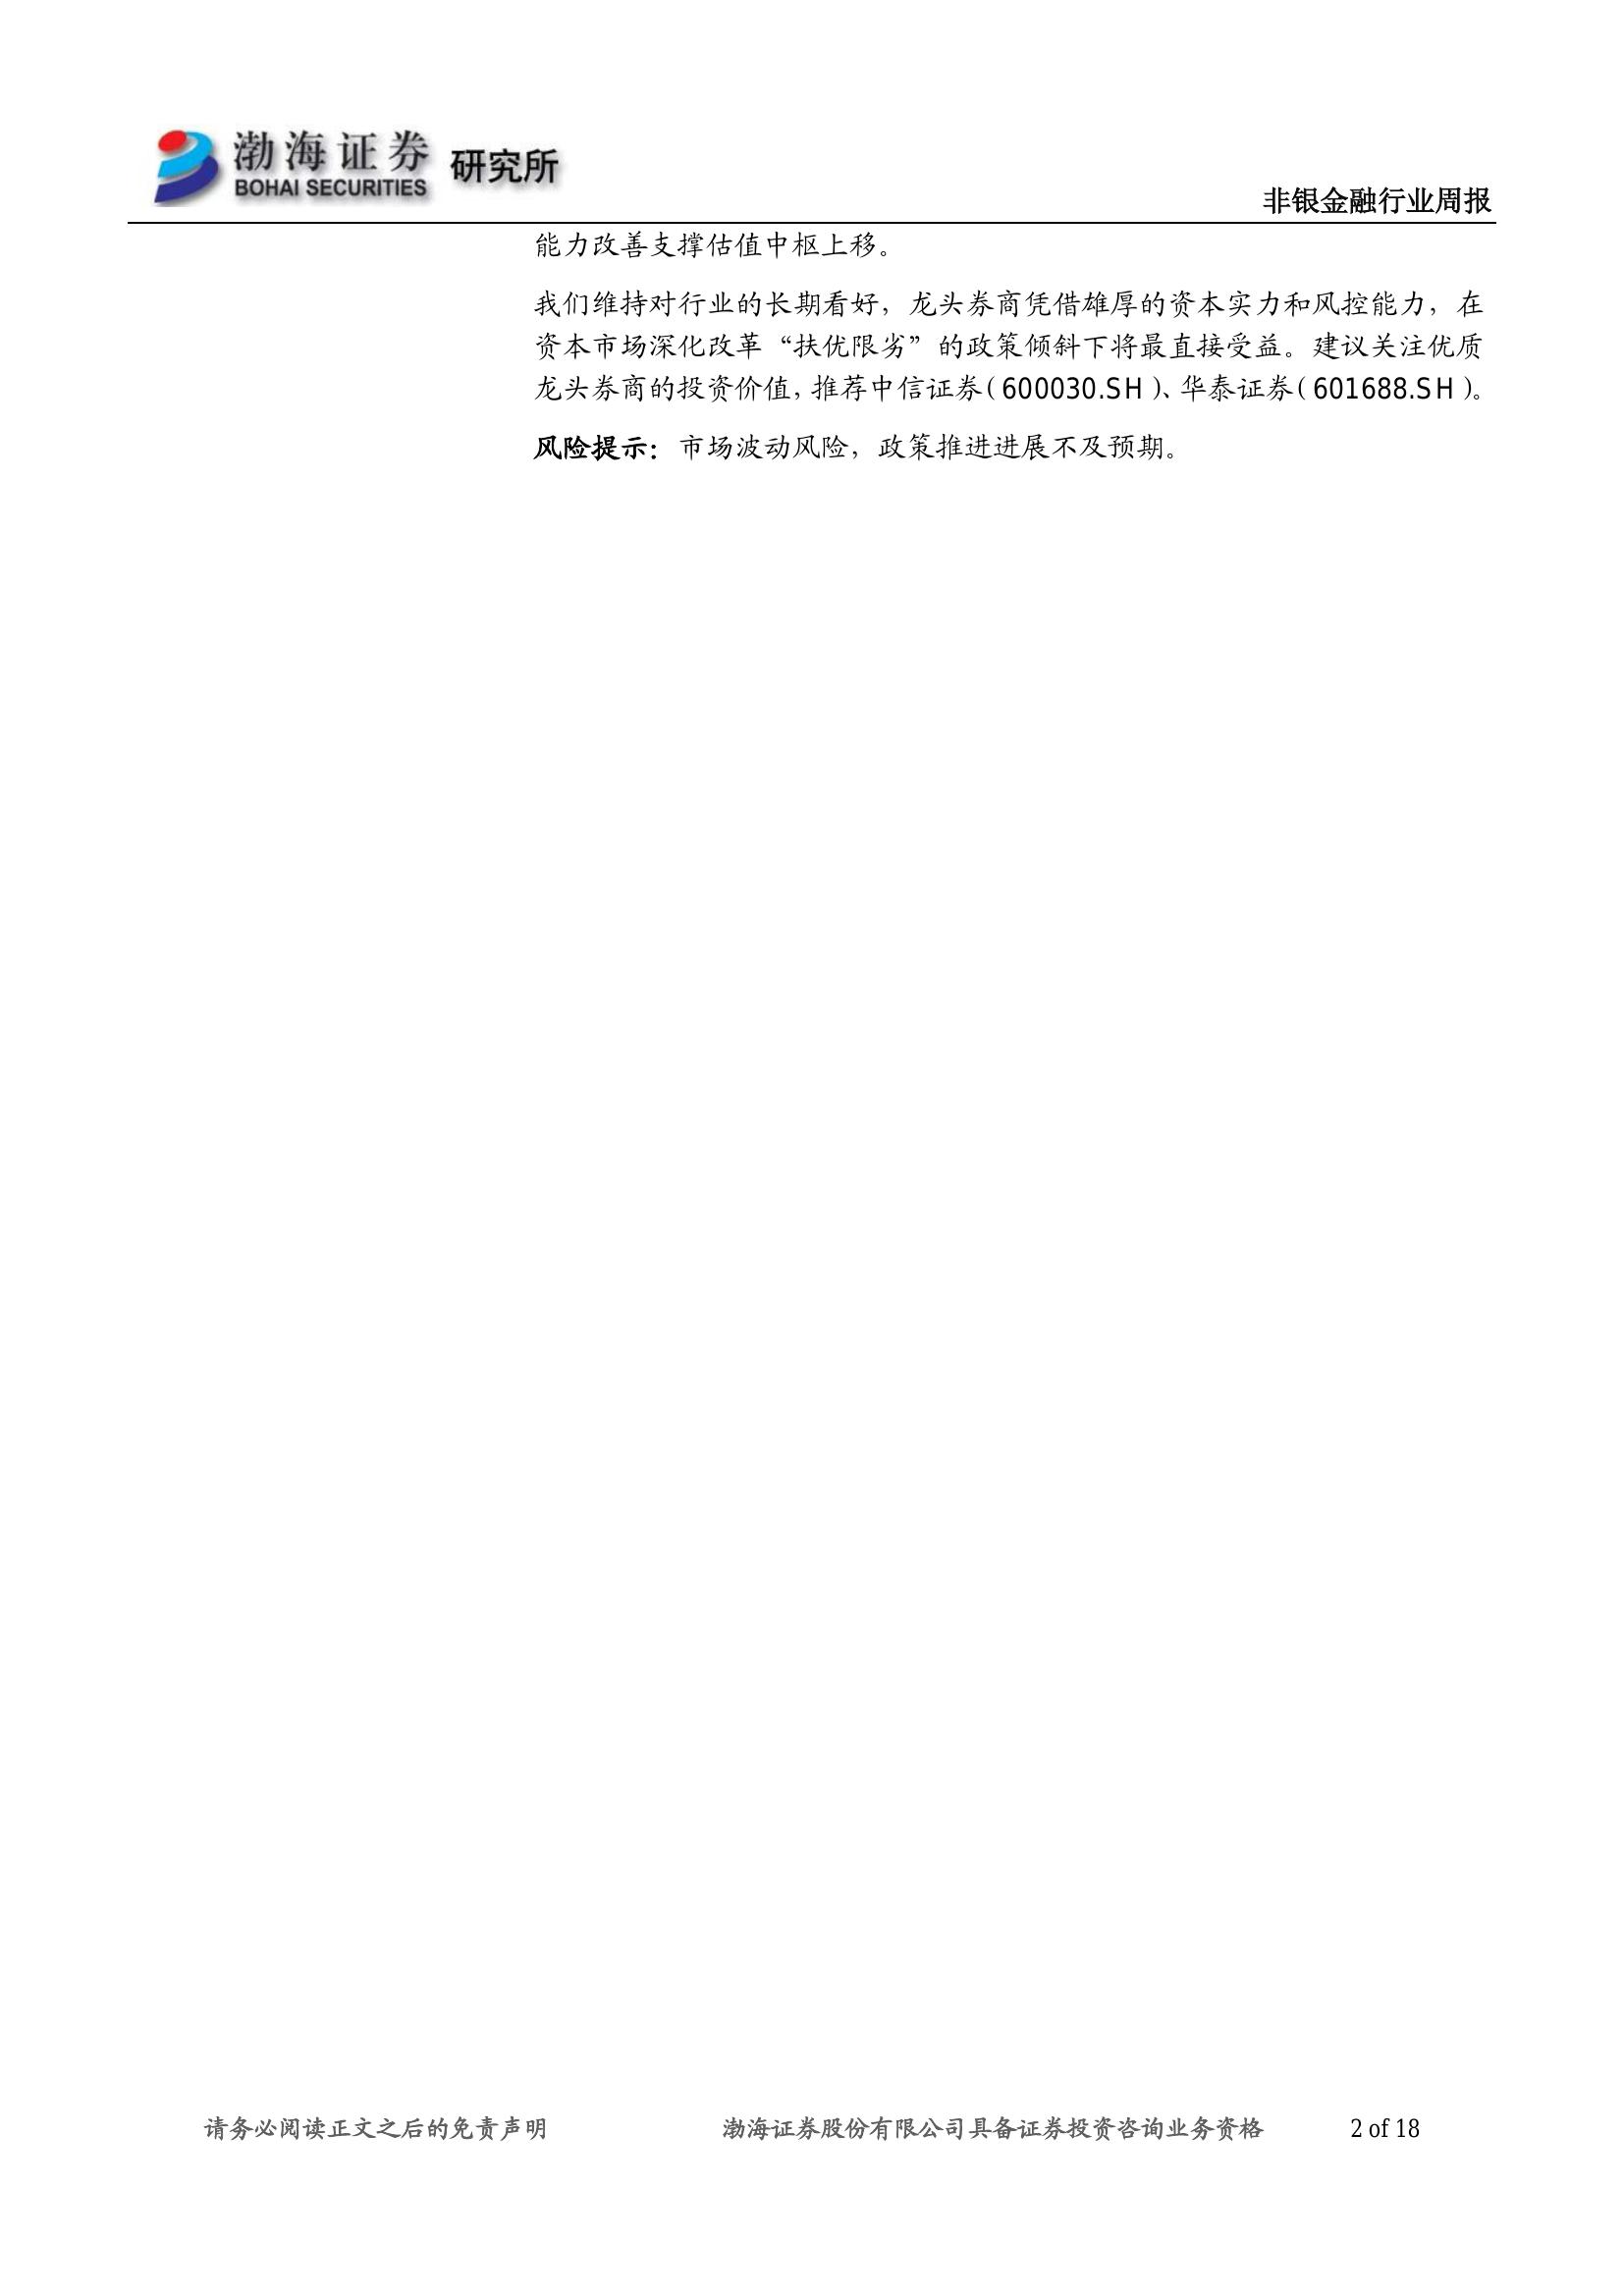 渤海证券 研究所
BOHAI SECURITIES
非银金融行业周报
能力改善支撑估值中枢上移。
我们维持对行业的长期看好，龙头券商凭借雄厚的资本实力和风控能力，在
资本市场深化改革“扶优限劣”的政策倾斜下将最直接受益。建议关注优质
龙头券商的投资价值，推荐中信证券（600030.SH）、华泰证券（601688.SH）。
风险提示：市场波动风险，政策推进进展不及预期。
请务必阅读正文之后的免责声明 渤海证券股份有限公司具备证券投资咨询业务资格 2 of 18